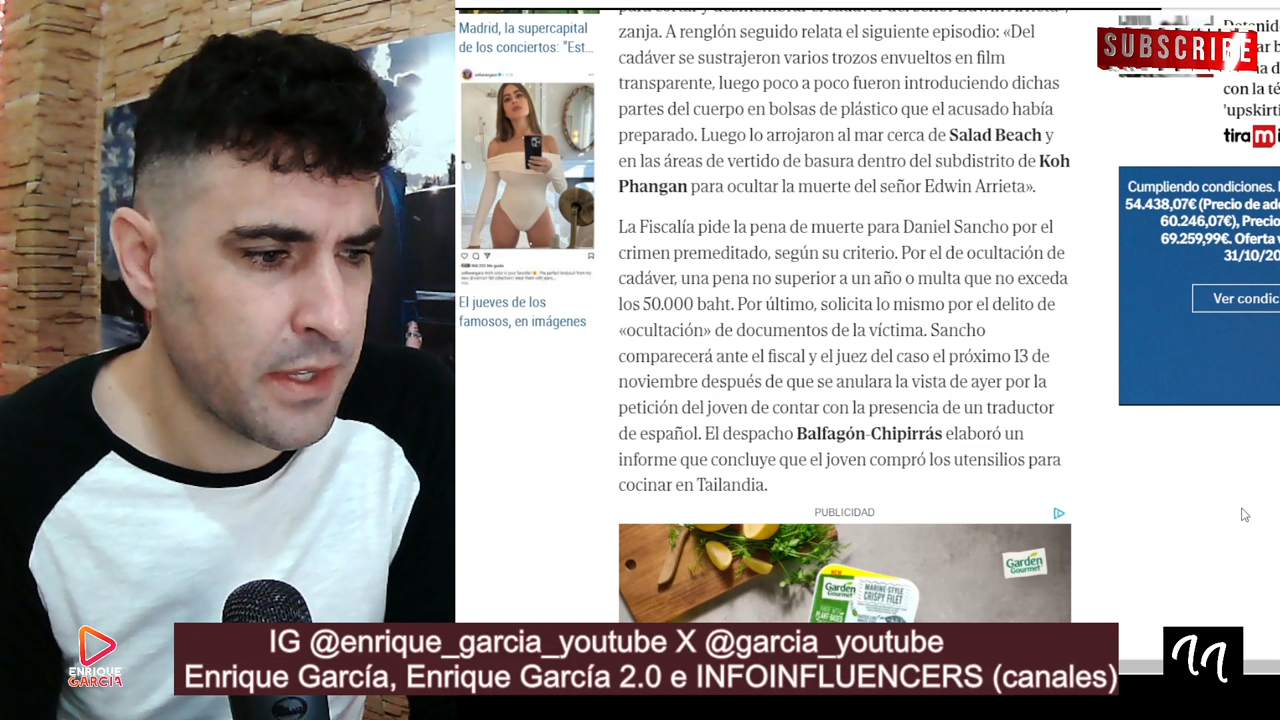 Madrid, la supercapital
de los conciertos: "Est...
El jueves de los
famosos, en imágenes
zanja. A renglón seguido relata el siguiente episodio: «Del
cadáver se sustrajeron varios trozos envueltos en film
transparente, luego poco a poco fueron introduciendo dichas
partes del cuerpo en bolsas de plástico que el acusado había
preparado. Luego lo arrojaron al mar cerca de Salad Beach y
en las áreas de vertido de basura dentro del subdistrito de Koh
Phangan para ocultar la muerte del señor Edwin Arrieta».
La Fiscalía pide la pena de muerte para Daniel Sancho por el
crimen premeditado, según su criterio. Por el de ocultación de
cadáver, una pena no superior a un año o multa que no exceda
los 50.000 baht. Por último, solicita lo mismo por el delito de
«ocultación» de documentos de la víctima. Sancho
comparecerá ante el fiscal y el juez del caso el próximo 13 de
noviembre después de que se anulara la vista de ayer por la
petición del joven de contar con la presencia de un traductor
de español. El despacho Balfagón-Chipirrás elaboró un
informe que concluye que el joven compró los utensilios para
cocinar en Tailandia.
PUBLICIDAD
Garden
Gourmet
Garden
Gourmet
MARINE-STYLE
CRISPY FILET
SUBSCRIBE
con la té
'upskirti
tira m
Cumpliendo condiciones.
54.438,07€ (Precio de ade
60.246,07€), Precio
69.259,99€. Oferta v
31/10/20
Ver condic
ENRIQUE
GARCÍA
IG @enrique_garcia_youtube X @garcia_youtube
Enrique García, Enrique García 2.0 e INFOINFLUENCERS (canales)